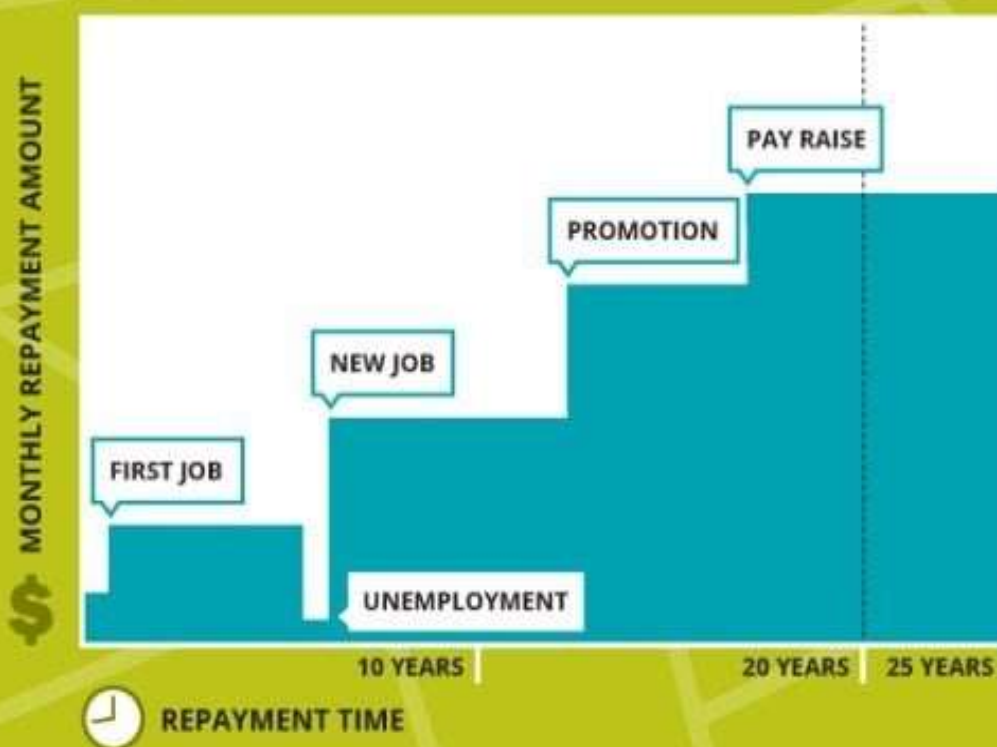 MONTHLY REPAYMENT AMOUNT
$
PAY RAISE
PROMOTION
NEW JOB
FIRST JOB
UNEMPLOYMENT
10 YEARS
20 YEARS
25 YEARS
REPAYMENT TIME